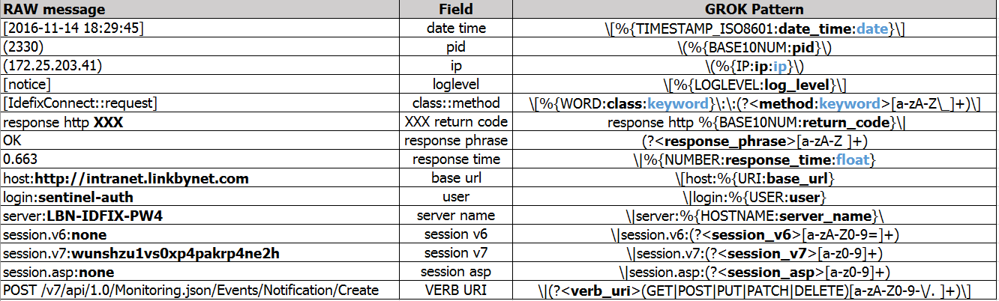 RAW message Field GROK Pattern
[2016-11-14 18:29:45] date time \[%{TIMESTAMP_ISO8601:date_time:date}\]
(2330) pid \(%{BASE10NUM:pid}\)
(172.25.203.41) ip \(%{IP:ip:ip}\)
[notice] loglevel \[%{LOGLEVEL:log_level}\]
[IdefixConnect::request] class::method \[%{WORD:class:keyword}\:\:(?<method:keyword>[a-zA-Z\_]+)\]
response http XXX XXX return code response http %{BASE10NUM:return_code}\|
OK response phrase (?<response_phrase>[a-zA-Z ]+)
0.663 response time \|%{NUMBER:response_time:float}
host:http://intranet.linkbynet.com base url \[host:%{URI:base_url}
login:sentinel-auth user \|login:%{USER:user}
server:LBN-IDFIX-PW4 server name \|server:%{HOSTNAME:server_name}\
session.v6:none session v6 \|session.v6:(?<session_v6>[a-zA-Z0-9=]+)
session.v7:wunshzu1vs0xp4pakrp4ne2h session v7 \|session.v7:(?<session_v7>[a-z0-9]+)
session.asp:none session asp \|session.asp:(?<session_asp>[a-z0-9]+)
POST /v7/api/1.0/Monitoring.json/Events/Notification/Create VERB URI \|(?<verb_uri>(GET|POST|PUT|PATCH|DELETE)[a-zA-Z0-9-\/. ]+)\]